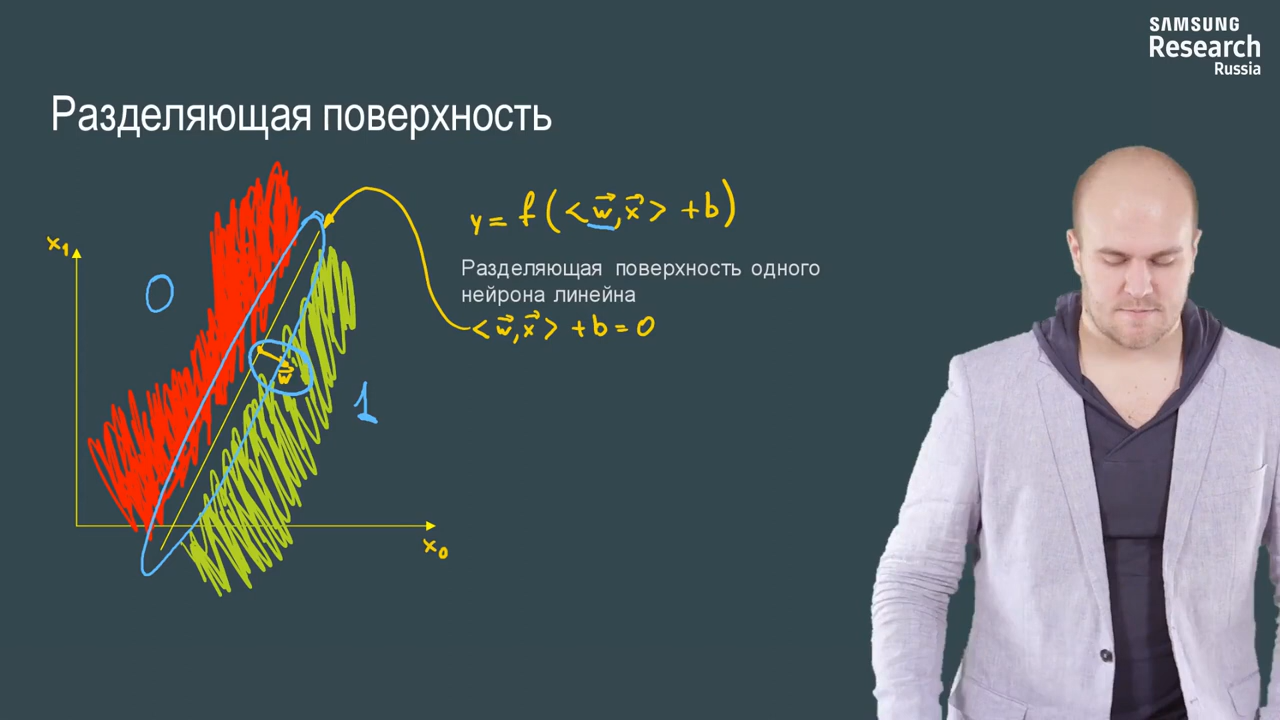 SAMSUNG
Research
Russia
Разделяющая поверхность
x₁
0
y = f(<w⃗,x⃗> + b)
Разделяющая поверхность одного
нейрона линейна
<w⃗,x⃗> + b = 0
w⃗
1
x₀